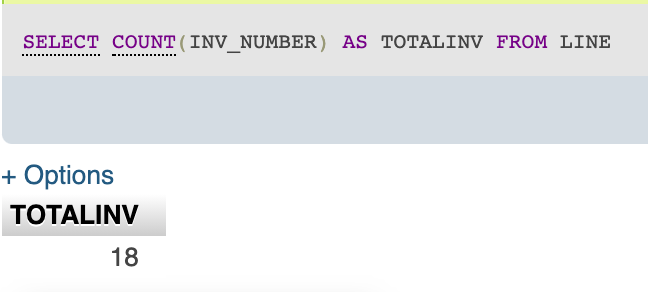 SELECT COUNT(INV_NUMBER) AS TOTALINV FROM LINE
+ Options
TOTALINV
18